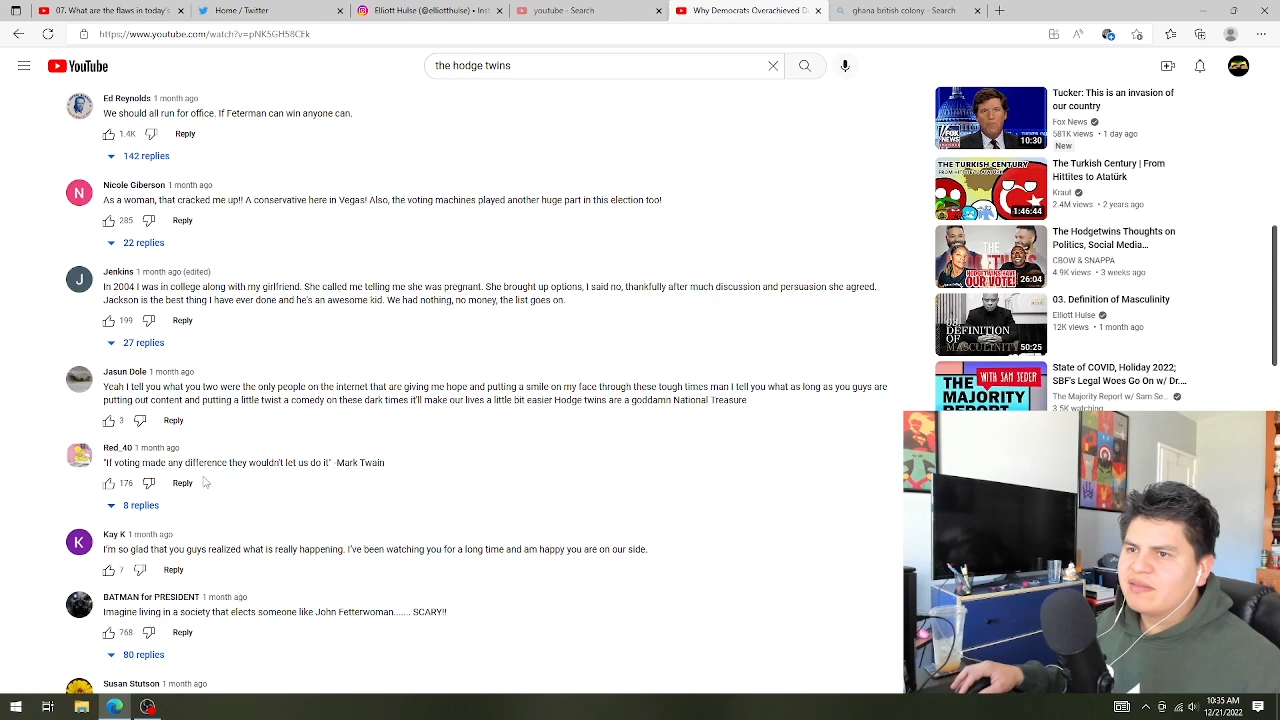 07. What are the flaws in today's
Home / Twitter
Elliott Hulse (@elliotthulse) • Inst
youtube - Search
Why Democrats Overachieved D
ghana british colony - Search
https://www.youtube.com/watch?v=pNK5GH58CEk
YouTube
the hodge twins
Ed Reynolds 1 month ago
We should all run for office. If Feterman can win anyone can.
1.4K Reply
142 replies
Nicole Giberson 1 month ago
As a woman, that cracked me up!! A conservative here in Vegas! Also, the voting machines played another huge part in this election too!
285 Reply
22 replies
Jenkins 1 month ago (edited)
In 2004 I was in college along with my girlfriend. She called me telling me she was pregnant. She brought up options, I said no, thankfully after much discussion and persuasion she agreed.
Jackson is the best thing I have ever done and he's an awesome kid. We had nothing, no money, the list goes on.
199 Reply
27 replies
Jasun Dole 1 month ago
Yeah I tell you what you two were the only people on the internet that are giving me hope and putting a smile on my face through these tough times man I tell you what as long as you guys are
putting out content and putting a little twist on comedy on these dark times it'll make our lives a little bit easier Hodge twins are a goddamn National Treasure
3 Reply
Red_40 1 month ago
"If voting made any difference they wouldn't let us do it" -Mark Twain
176 Reply
8 replies
Kay K 1 month ago
I'm so glad that you guys realized what is really happening. I've been watching you for a long time and am happy you are on our side.
7 Reply
BATMAN for PRESIDENT 1 month ago
Imagine living in a society that elects someone like John Fetterwoman....... SCARY!!
768 Reply
80 replies
Susan Stutson 1 month ago
N
J
K
Tucker: This is an invasion of
our country
Fox News
581K views • 1 day ago
New
FOX
NEWS
10:30
The Turkish Century | From
Hittites to Atatürk
Kraut
2.4M views • 2 years ago
THE TURKISH CENTURY
FROM HITTITES TO ATATÜRK
1:46:44
The Hodgetwins Thoughts on
Politics, Social Media...
CBOW & SNAPPA
4.9K views • 3 weeks ago
THE
HODGETWINS HAVE
OUR VOTE!
26:04
03. Definition of Masculinity
Elliott Hulse
12K views • 1 month ago
03
DEFINITION
OF
MASCULINITY
50:25
State of COVID, Holiday 2022;
SBF's Legal Woes Go On w/ Dr....
The Majority Report w/ Sam Se...
3.5K watching
WITH SAM SEDER
THE
MAJORITY
REPORT
10:35 AM
12/21/2022